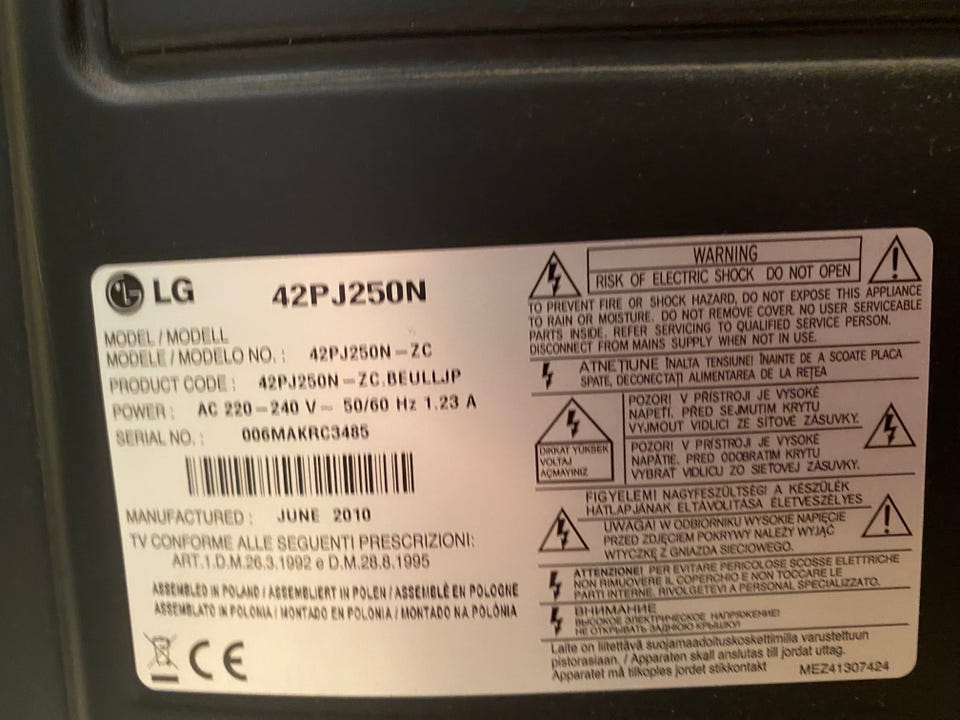 LG 42PJ250N
MODEL / MODELL
MODELE / MODELO NO. : 42PJ250N-ZC
PRODUCT CODE : 42PJ250N-ZC.BEULLJP
POWER : AC 220-240 V~ 50/60 Hz 1.23 A
SERIAL NO. : 006MAKRC3485
MANUFACTURED : JUNE 2010
TV CONFORME ALLE SEGUENTI PRESCRIZIONI:
ART.1.D.M.26.3.1992 e D.M.28.8.1995
ASSEMBLED IN POLAND / ASSEMBLIERT IN POLEN / ASSEMBLÉ EN POLOGNE
ASSEMBLATO IN POLONIA / MONTADO EN POLONIA / MONTADO NA POLÓNIA
CE
WARNING
RISK OF ELECTRIC SHOCK DO NOT OPEN
TO PREVENT FIRE OR SHOCK HAZARD, DO NOT EXPOSE THIS APPLIANCE
TO RAIN OR MOISTURE. DO NOT REMOVE COVER. NO USER SERVICEABLE
PARTS INSIDE. REFER SERVICING TO QUALIFIED SERVICE PERSON.
DISCONNECT FROM MAINS SUPPLY WHEN NOT IN USE.
ATNEŢIUNE ÎNALTA TENSIUNE! ÎNAINTE DE A SCOATE PLACA
SPATE, DECONECTAŢI ALIMENTAREA DE LA REŢEA
DIKKAT YÜKSEK
VOLTAJ
AÇMAYINIZ
POZOR! V PŘÍSTROJI JE VYSOKÉ
NAPĚTÍ. PŘED SEJMUTIM KRYTU
VYJMOUT VIDLICI ZE SÍŤOVÉ ZÁSUVKY.
POZOR! V PRÍSTROJI JE VYSOKÉ
NAPÄTIE. PRED ODOBRATIM KRYTU
VYBRAŤ VIDLICU ZO SIEŤOVEJ ZÁSUVKY.
FIGYELEM! NAGYFESZÜLTSÉG! A KÉSZÜLÉK
HÁTLAPJÁNAK ELTÁVOLÍTÁSA ÉLETVESZÉLYES
UWAGA! W ODBIORNIKU WYSOKIE NAPIĘCIE
PRZED ZDJĘCIEM POKRYWY NALEŻY WYJĄĆ
WTYCZKĘ Z GNIAZDA SIECIOWEGO.
ATTENZIONE! PER EVITARE PERICOLOSE SCOSSE ELETTRICHE
NON RIMUOVERE IL COPERCHIO E NON TOCCARE LE
PARTI INTERNE, RIVOLGETEVI A PERSONAL SPECIALIZZATO.
ВНИМАНИЕ
ВЫСОКОЕ ЭЛЕКТРИЧЕСКОЕ НАПРЯЖЕНИЕ!
НЕ ОТКРЫВАТЬ ЗАДНЮЮ КРЫШКУ!
Laite on liitettävä suojamaadoituskoskettimilla varustettuun
pistorasiaan. / Apparaten skall anslutas till jordat uttag.
Apparatet må tilkoples jordet stikkontakt MEZ41307424